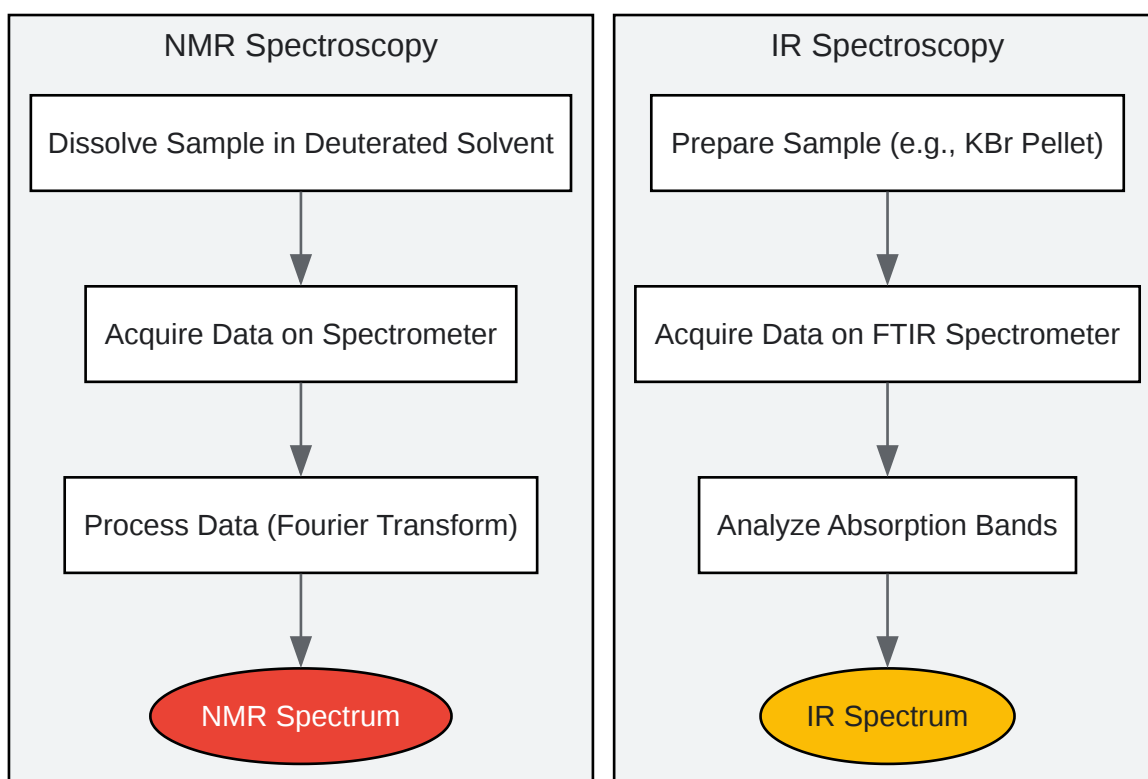 NMR Spectroscopy
Dissolve Sample in Deuterated Solvent
Acquire Data on Spectrometer
Process Data (Fourier Transform)
NMR Spectrum
IR Spectroscopy
Prepare Sample (e.g., KBr Pellet)
Acquire Data on FTIR Spectrometer
Analyze Absorption Bands
IR Spectrum